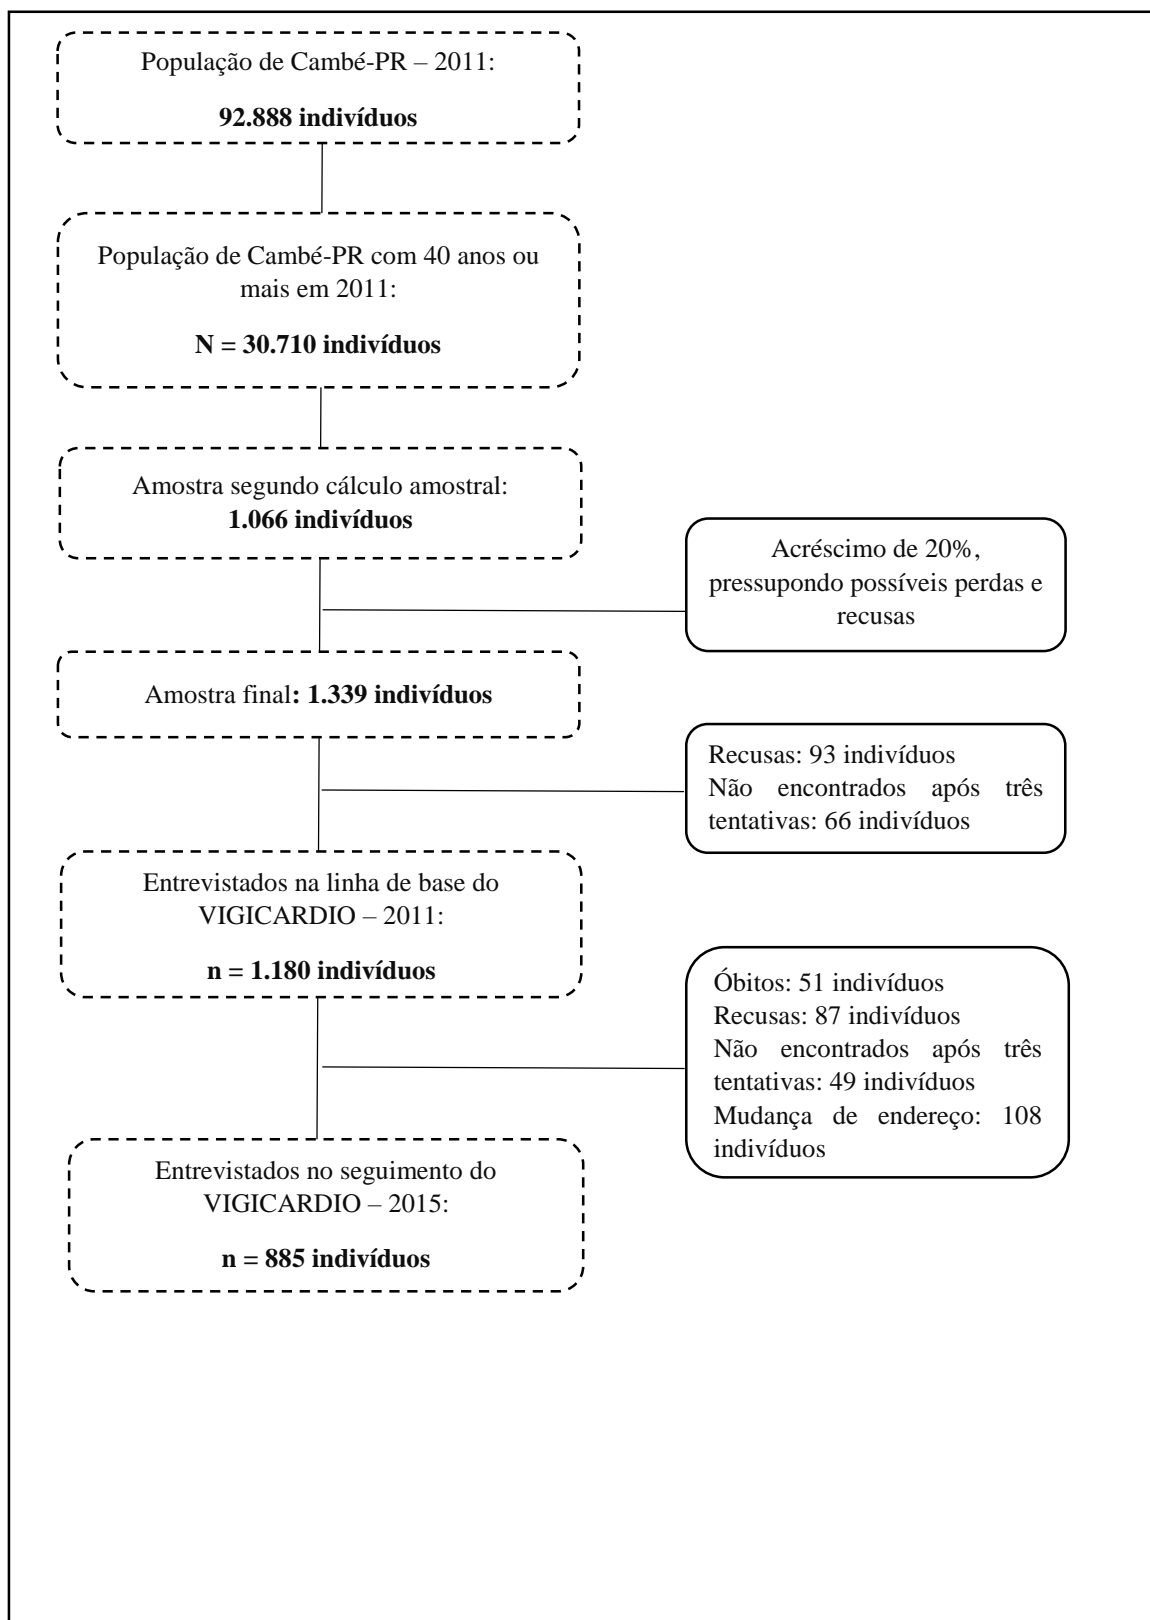 População de Cambé-PR – 2011:
92.888 indivíduos
População de Cambé-PR com 40 anos ou
mais em 2011:
N = 30.710 indivíduos
Amostra segundo cálculo amostral:
1.066 indivíduos
Acréscimo de 20%,
pressupondo possíveis perdas e
recusas
Amostra final: 1.339 indivíduos
Recusas: 93 indivíduos
Não encontrados após três
tentativas: 66 indivíduos
Entrevistados na linha de base do
VIGICARDIO – 2011:
n = 1.180 indivíduos
Óbitos: 51 indivíduos
Recusas: 87 indivíduos
Não encontrados após três
tentativas: 49 indivíduos
Mudança de endereço: 108
indivíduos
Entrevistados no seguimento do
VIGICARDIO – 2015:
n = 885 indivíduos